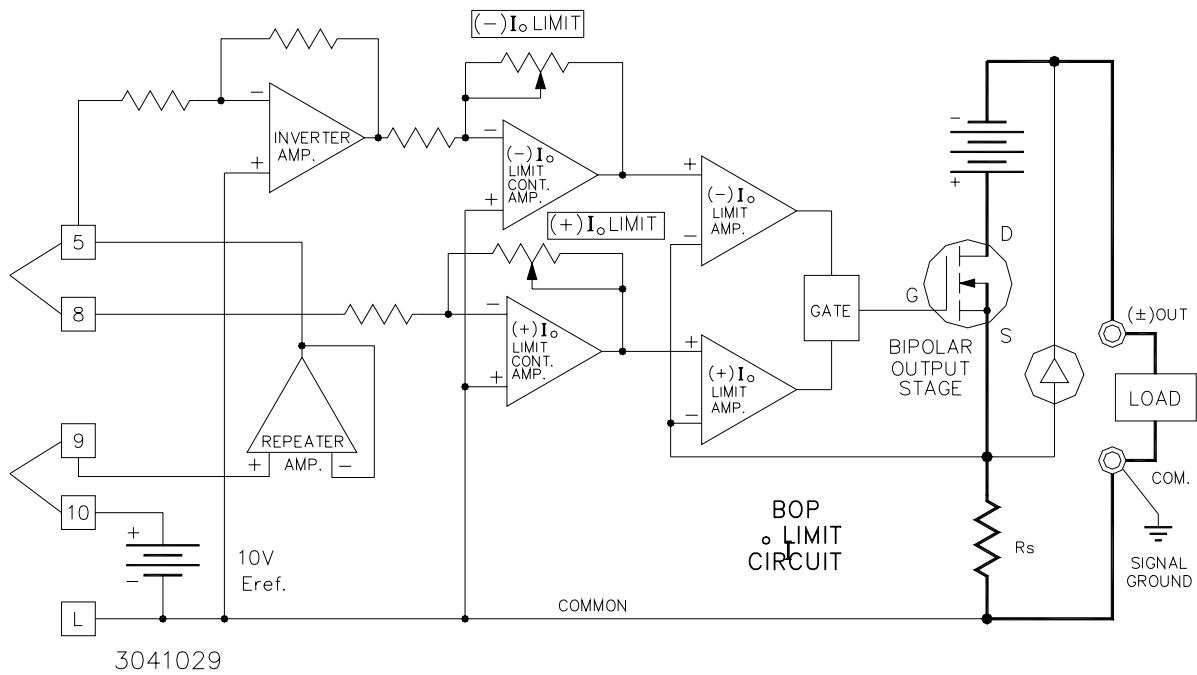 (-)Io LIMIT
-
INVERTER
AMP.
+
-
(-)Io
LIMIT
CONT.
AMP.
+
+
(-)Io
LIMIT
AMP.
-
(+)Io LIMIT
5
8
-
(+)Io
LIMIT
CONT.
AMP.
+
+
(+)Io
LIMIT
AMP.
-
GATE
-
+
D
G
S
BIPOLAR
OUTPUT
STAGE
(±)OUT
LOAD
COM.
SIGNAL
GROUND
9
REPEATER
+ AMP. -
10
+
-
10V
Eref.
BOP
o LIMIT
I
CIRCUIT
Rs
L
COMMON
3041029